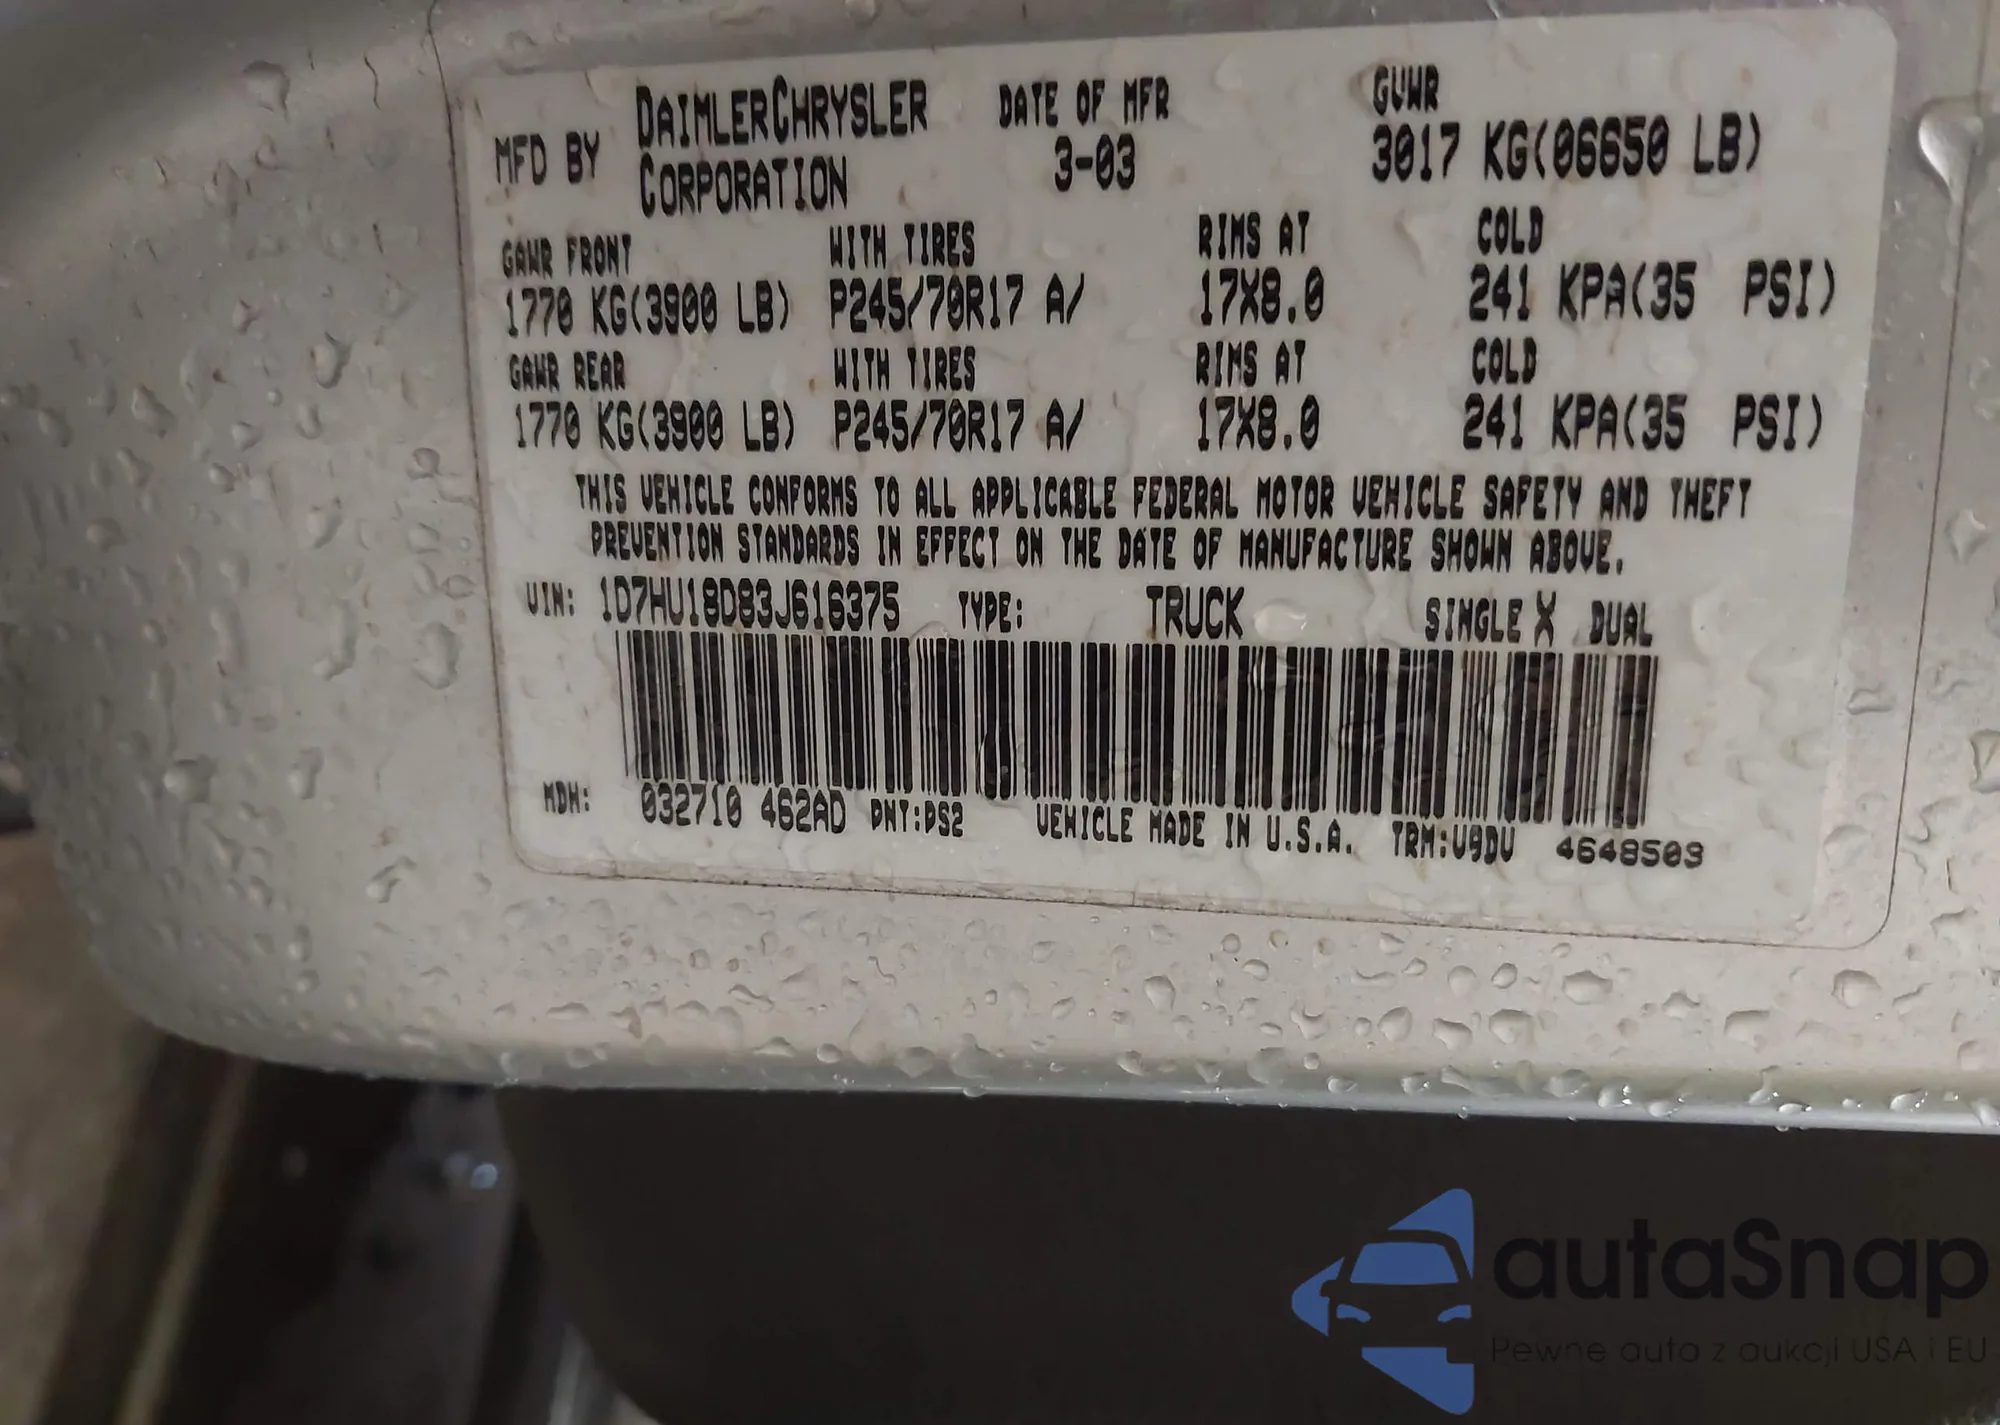 MFD BY DAIMLERCHRYSLER CORPORATION DATE OF MFR 3-03 GVWR 3017 KG(06650 LB)
GAWR FRONT WITH TIRES RIMS AT COLD
1770 KG(3900 LB) P245/70R17 A/ 17X8.0 241 KPA(35 PSI)
GAWR REAR WITH TIRES RIMS AT COLD
1770 KG(3900 LB) P245/70R17 A/ 17X8.0 241 KPA(35 PSI)
THIS VEHICLE CONFORMS TO ALL APPLICABLE FEDERAL MOTOR VEHICLE SAFETY AND THEFT
PREVENTION STANDARDS IN EFFECT ON THE DATE OF MANUFACTURE SHOWN ABOVE.
VIN: 1D7HU18D83J616375 TYPE: TRUCK SINGLE X DUAL
MDH: 032710 462AD PNT:PS2 VEHICLE MADE IN U.S.A. TRM:V9DV 4648503
autaSnap
Pewne auta z aukcji USA i EU